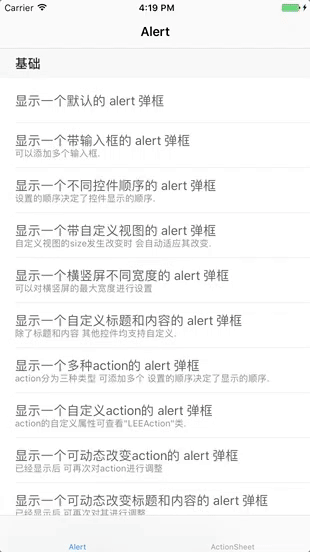 Carrier 4:19 PM
Alert
基础
显示一个默认的 alert 弹框
显示一个带输入框的 alert 弹框
可以添加多个输入框.
显示一个不同控件顺序的 alert 弹框
设置的顺序决定了控件显示的顺序.
显示一个带自定义视图的 alert 弹框
自定义视图的size发生改变时 会自动适应其改变.
显示一个横竖屏不同宽度的 alert 弹框
可以对横竖屏的最大宽度进行设置
显示一个自定义标题和内容的 alert 弹框
除了标题和内容 其他控件均支持自定义.
显示一个多种action的 alert 弹框
action分为三种类型 可添加多个 设置的顺序决定了显示的顺序.
显示一个自定义action的 alert 弹框
action的自定义属性可查看"LEEAction"类.
显示一个可动态改变action的 alert 弹框
已经显示后 可再次对action进行调整
显示一个可动态改变标题和内容的 alert 弹框
已经显示后 可再次对其进行调整
Alert ActionSheet